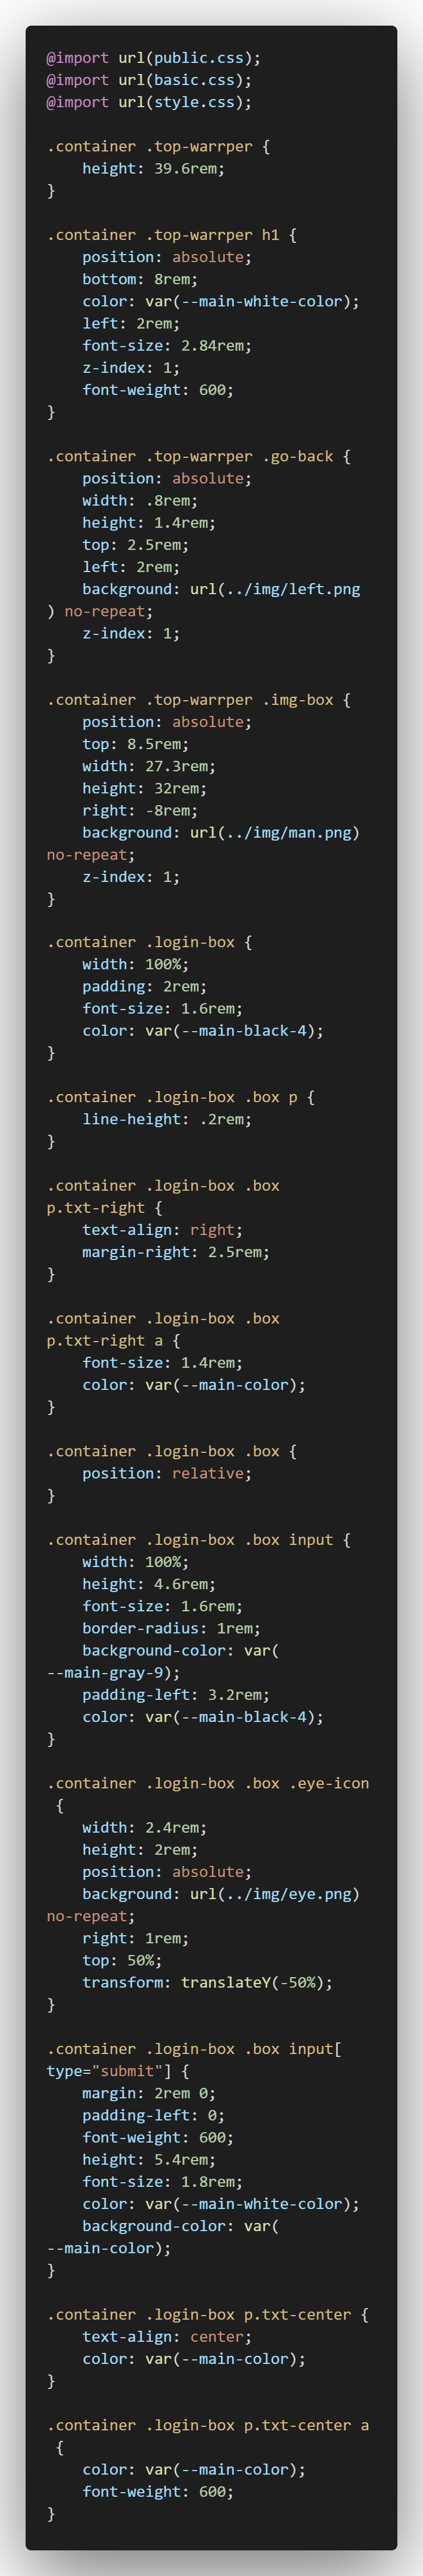 @import url(public.css);
@import url(basic.css);
@import url(style.css);

.container .top-warrper {
    height: 39.6rem;
}

.container .top-warrper h1 {
    position: absolute;
    bottom: 8rem;
    color: var(--main-white-color);
    left: 2rem;
    font-size: 2.84rem;
    z-index: 1;
    font-weight: 600;
}

.container .top-warrper .go-back {
    position: absolute;
    width: .8rem;
    height: 1.4rem;
    top: 2.5rem;
    left: 2rem;
    background: url(../img/left.png
) no-repeat;
    z-index: 1;
}

.container .top-warrper .img-box {
    position: absolute;
    top: 8.5rem;
    width: 27.3rem;
    height: 32rem;
    right: -8rem;
    background: url(../img/man.png)
no-repeat;
    z-index: 1;
}

.container .login-box {
    width: 100%;
    padding: 2rem;
    font-size: 1.6rem;
    color: var(--main-black-4);
}

.container .login-box .box p {
    line-height: .2rem;
}

.container .login-box .box
p.txt-right {
    text-align: right;
    margin-right: 2.5rem;
}

.container .login-box .box
p.txt-right a {
    font-size: 1.4rem;
    color: var(--main-color);
}

.container .login-box .box {
    position: relative;
}

.container .login-box .box input {
    width: 100%;
    height: 4.6rem;
    font-size: 1.6rem;
    border-radius: 1rem;
    background-color: var(
--main-gray-9);
    padding-left: 3.2rem;
    color: var(--main-black-4);
}

.container .login-box .box .eye-icon
 {
    width: 2.4rem;
    height: 2rem;
    position: absolute;
    background: url(../img/eye.png)
no-repeat;
    right: 1rem;
    top: 50%;
    transform: translateY(-50%);
}

.container .login-box .box input[
type="submit"] {
    margin: 2rem 0;
    padding-left: 0;
    font-weight: 600;
    height: 5.4rem;
    font-size: 1.8rem;
    color: var(--main-white-color);
    background-color: var(
--main-color);
}

.container .login-box p.txt-center {
    text-align: center;
    color: var(--main-color);
}

.container .login-box p.txt-center a
 {
    color: var(--main-color);
    font-weight: 600;
}